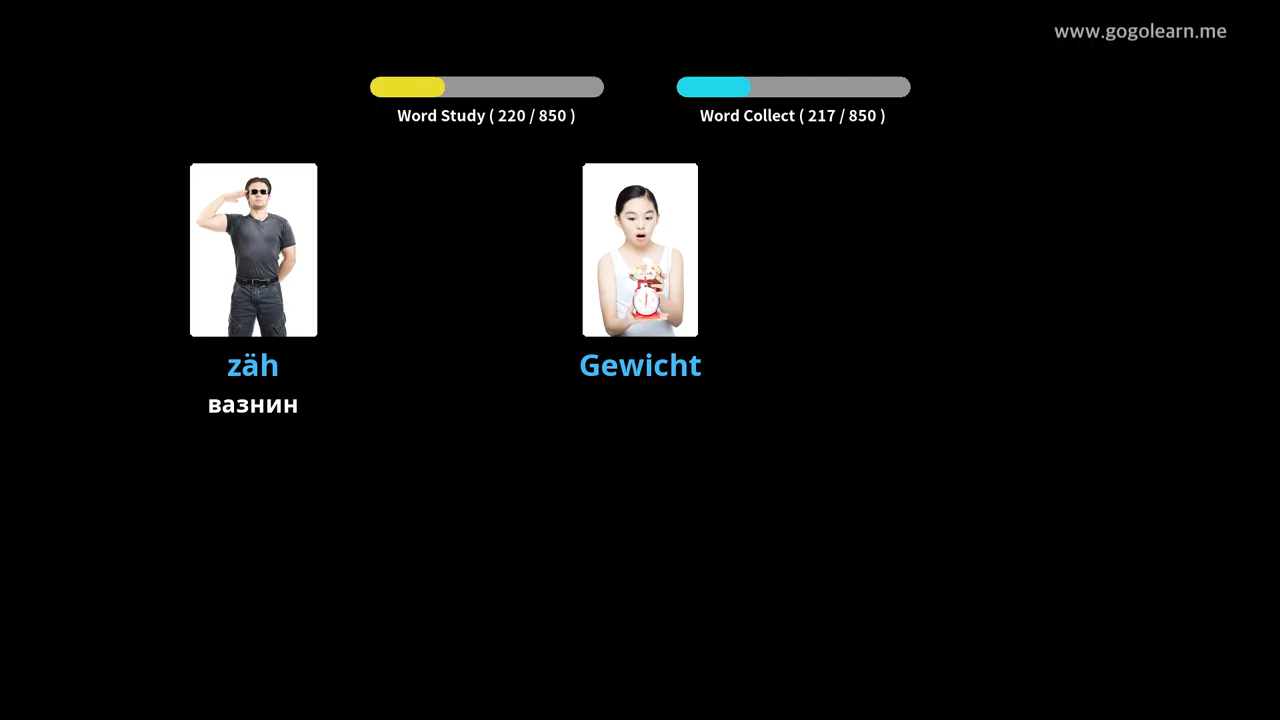 www.gogolearn.me
Word Study ( 220 / 850 )
Word Collect ( 217 / 850 )
zäh
Gewicht
вазнин